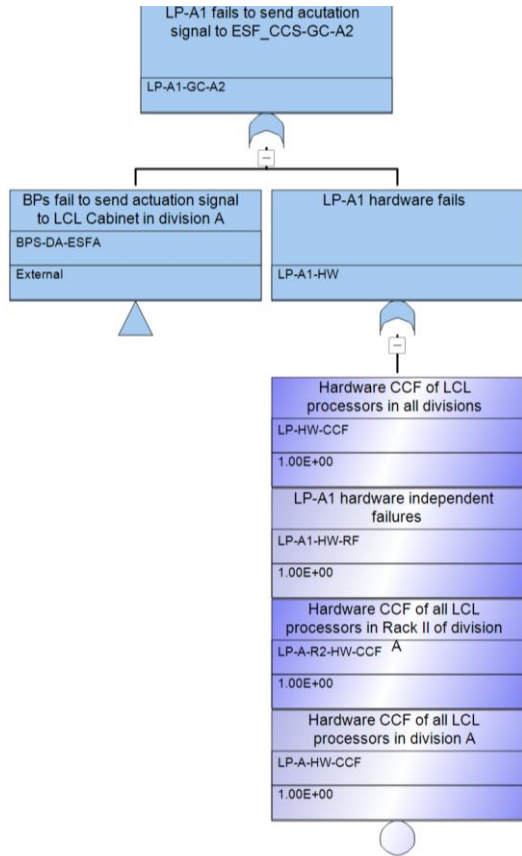 LP-A1 fails to send acutation
signal to ESF_CCS-GC-A2
LP-A1-GC-A2
BPs fail to send actuation signal
to LCL Cabinet in division A
BPS-DA-ESFA
External
LP-A1 hardware fails
LP-A1-HW
Hardware CCF of LCL
processors in all divisions
LP-HW-CCF
1.00E+00
LP-A1 hardware independent
failures
LP-A1-HW-RF
1.00E+00
Hardware CCF of all LCL
processors in Rack II of division
A
LP-A-R2-HW-CCF
1.00E+00
Hardware CCF of all LCL
processors in division A
LP-A-HW-CCF
1.00E+00